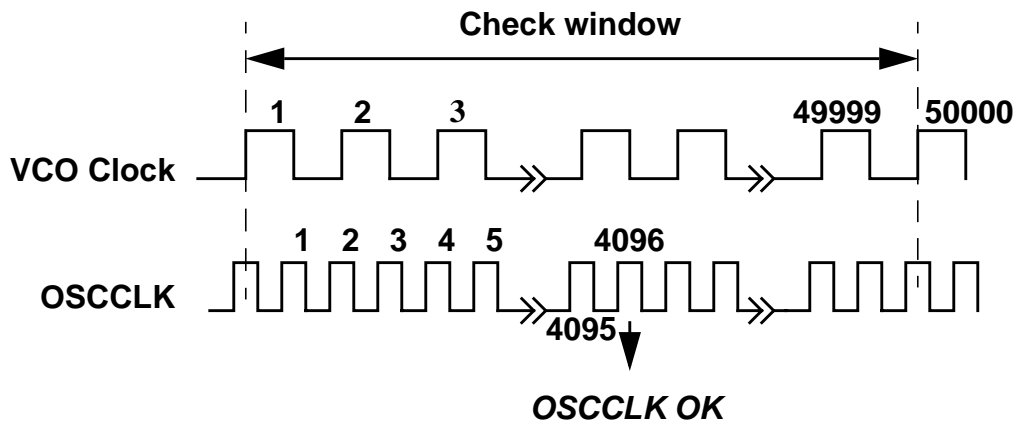 Check window
1 2 3 49999 50000
VCO Clock
1 2 3 4 5 4096
OSCCLK
4095
OSCCLK OK